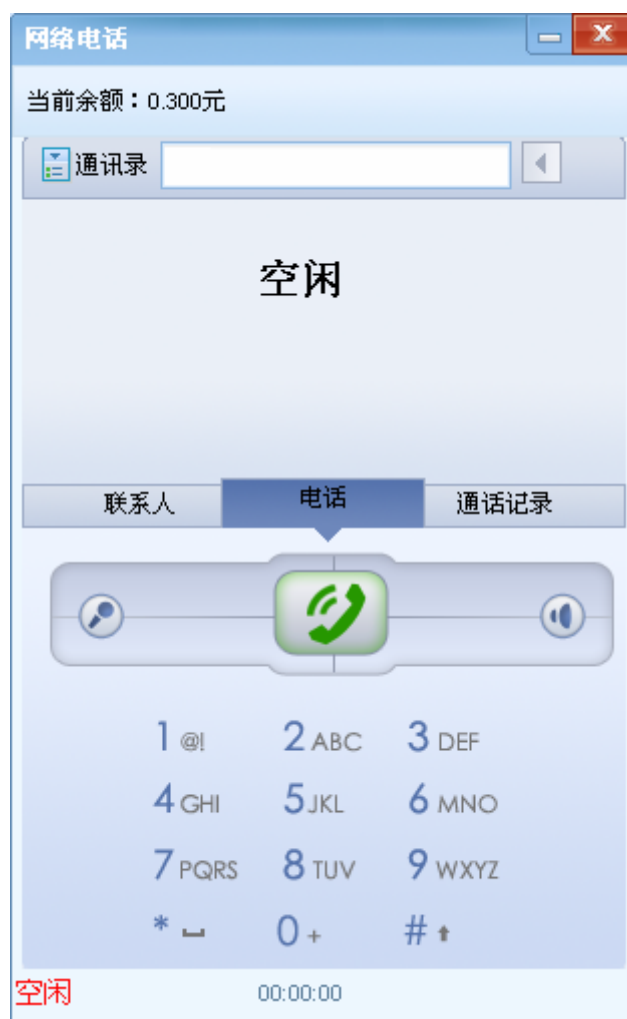 网络电话
当前余额：0.300元
通讯录
空闲
联系人 电话 通话记录
1 @! 2 ABC 3 DEF
4 GHI 5 JKL 6 MNO
7 PQRS 8 TUV 9 WXYZ
* ⎵ 0 + # ⬆
空闲 00:00:00